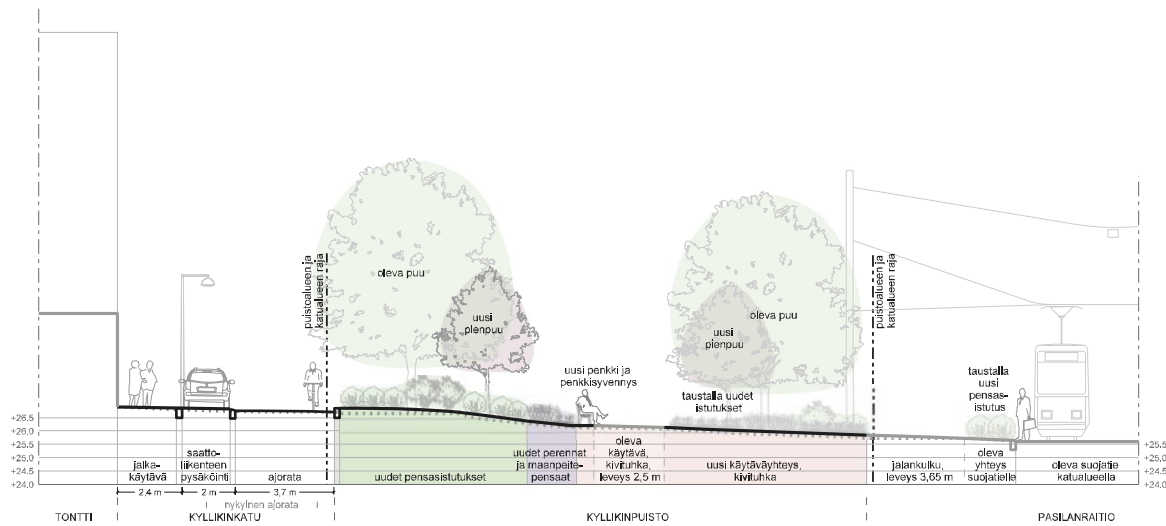 +25.5
oleva puu
uusi
pienpuu
puistoalueen ja
katualueen raja
uusi penkki ja
penkkisyvennys
oleva puu
uusi
pienpuu
taustalla uudet
istutukset
puistoalueen ja
katualueen raja
taustalla
uusi
pensas-
istutus
+26.5
+26.0
+25.5
+25.0
+24.5
+24.0
jalka-
käytävä
saatto-
liikenteen
pysäköinti
ajorata
uudet pensasistutukset
uudet perennat
ja maanpeite-
pensaat
oleva
käytävä,
kivituhka,
leveys 2,5 m
uusi käytäväyhteys,
kivituhka
jalankulku,
leveys 3,65 m
oleva
yhteys
suojatielle
oleva suojatie
katualueella
+25.0
+24.5
+24.0
2,4 m
2 m
3,7 m
nykyinen ajorata
TONTTI
KYLLIKINKATU
KYLLIKINPUISTO
PASILANRAITIO